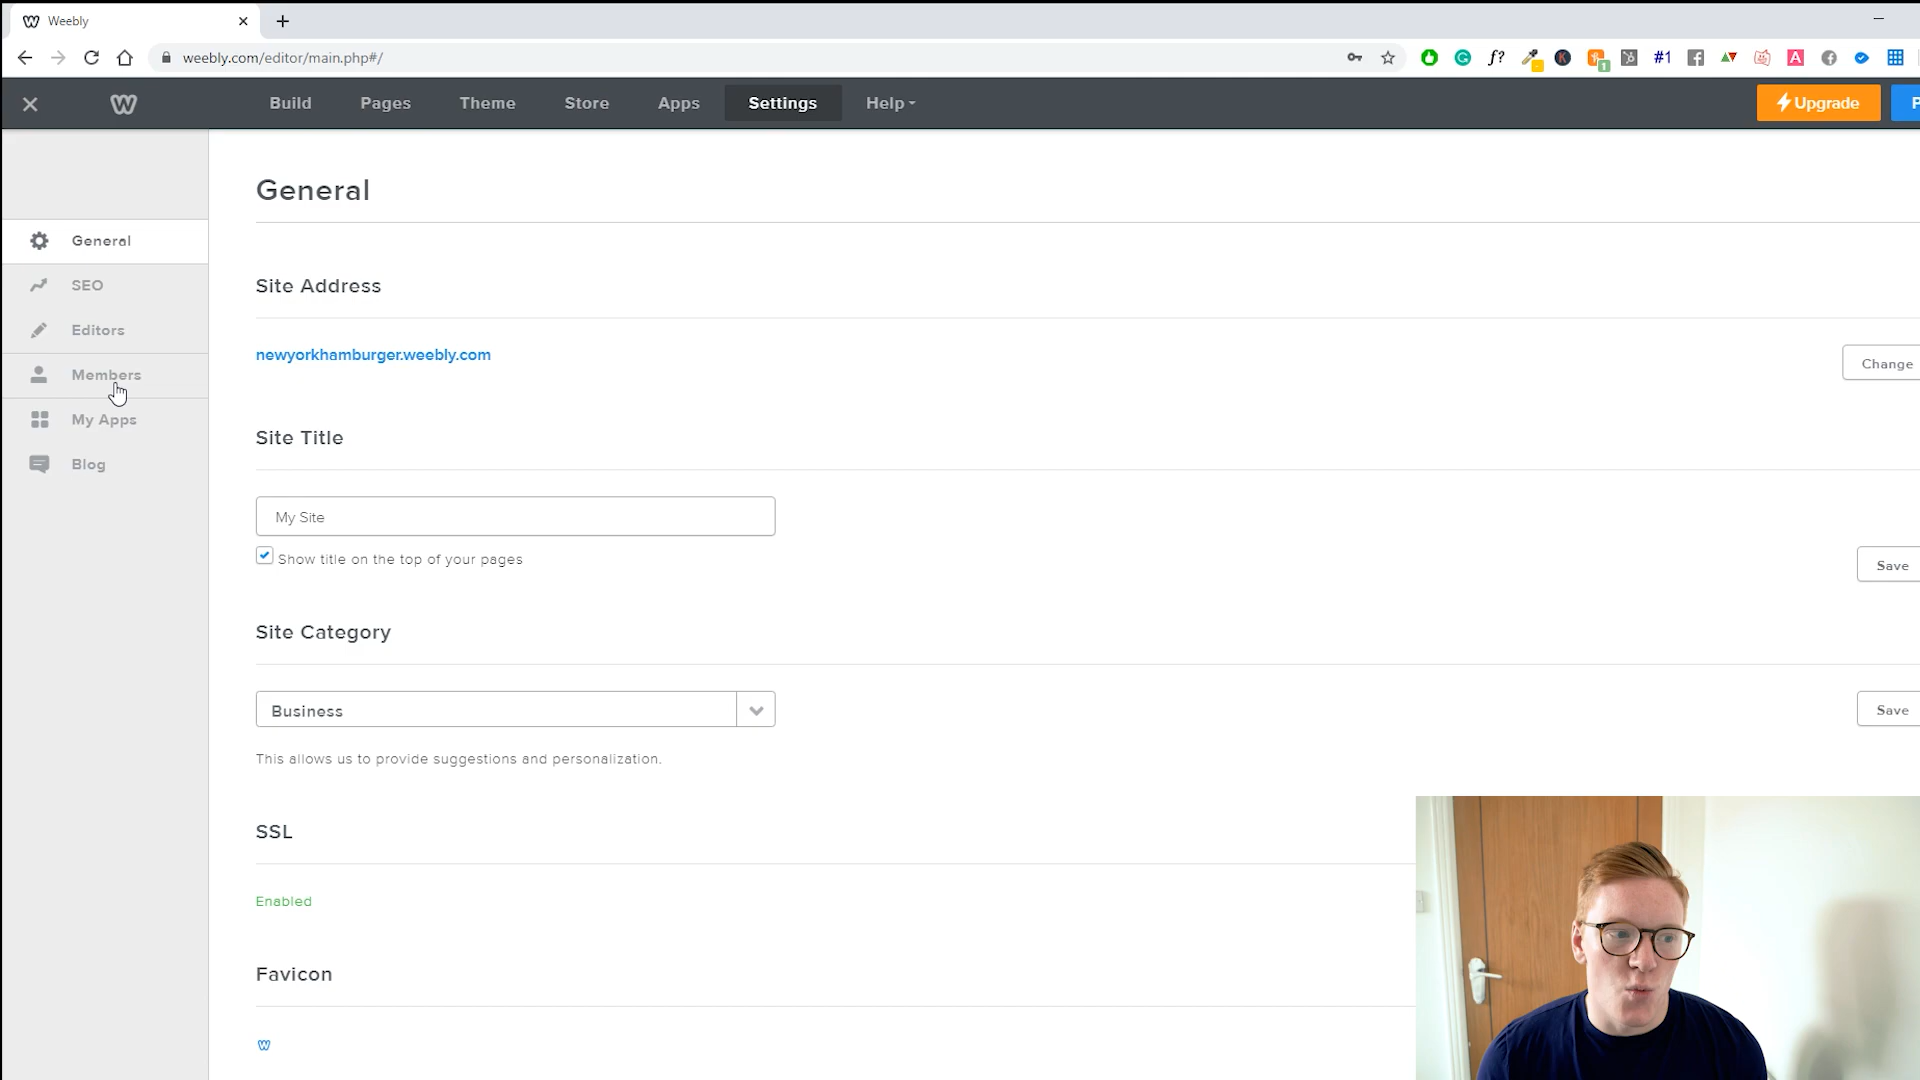 Weebly
weebly.com/editor/main.php#/
f?
K
1
#1
A
Build
Pages
Theme
Store
Apps
Settings
Help
Upgrade
P
General
General
SEO
Editors
Members
My Apps
Blog
Site Address
newyorkhamburger.weebly.com
Change
Site Title
My Site
Show title on the top of your pages
Save
Site Category
Business
Save
This allows us to provide suggestions and personalization.
SSL
Enabled
Favicon